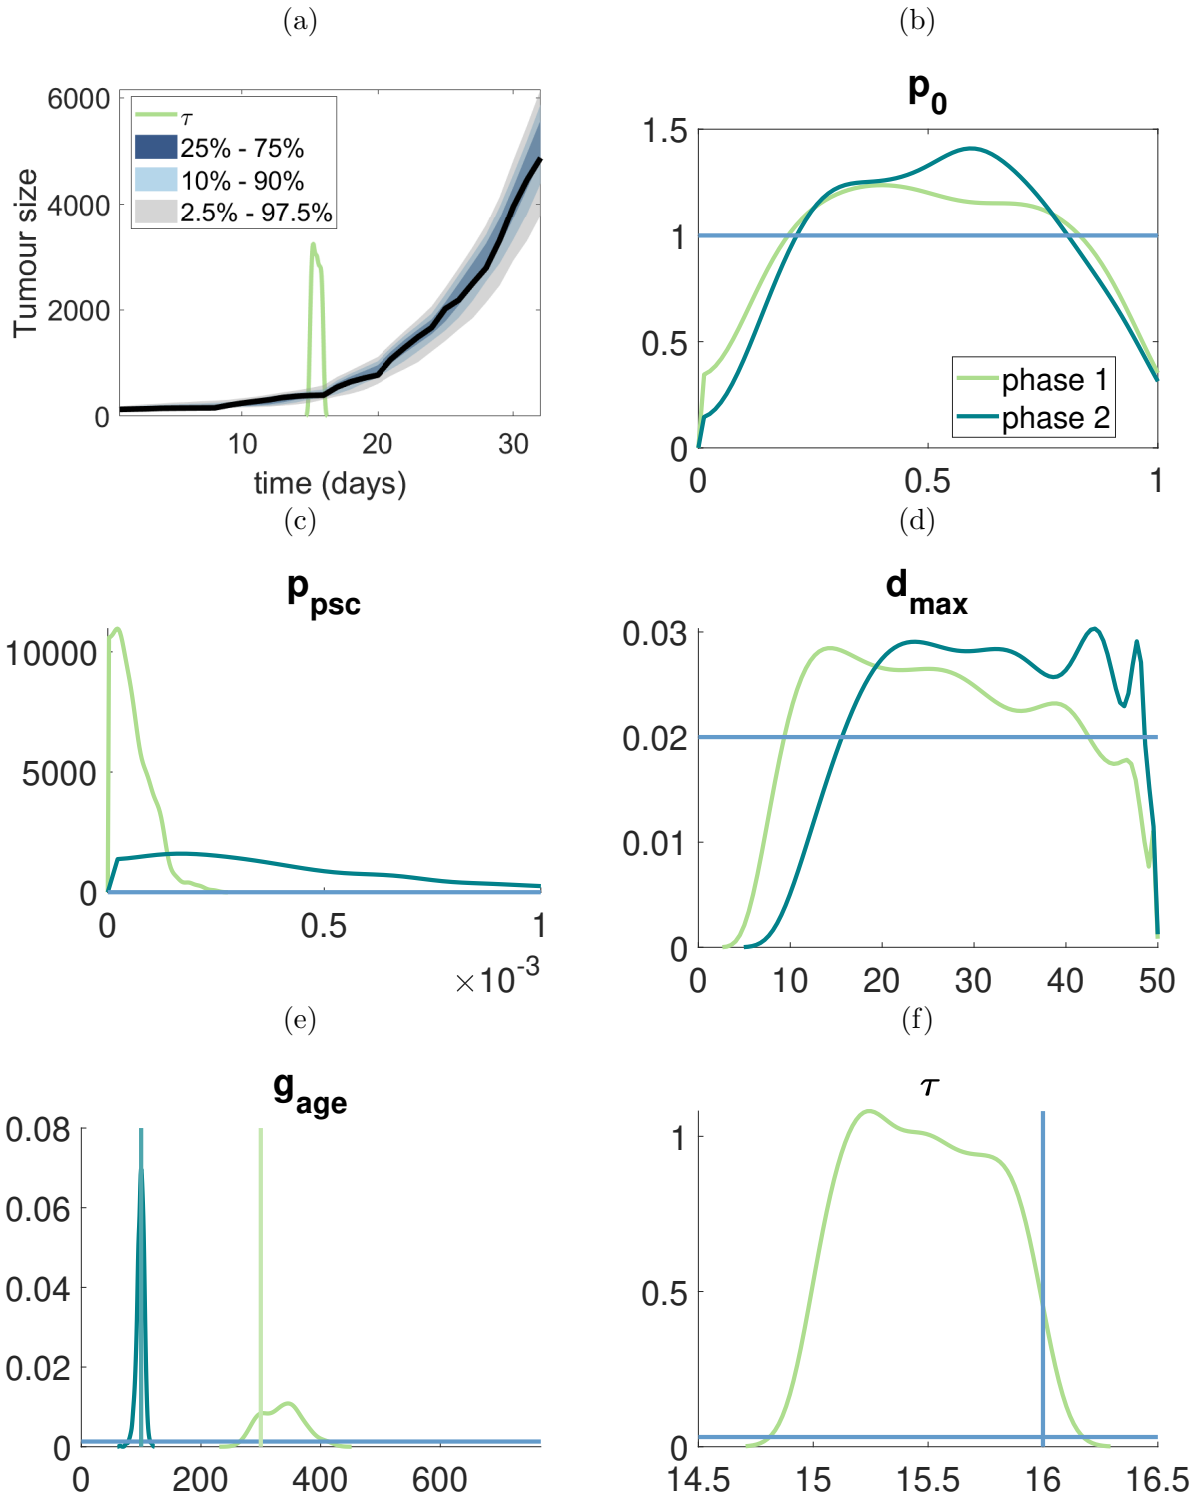 (a)
6000
4000
2000
0
Tumour size
τ
25% - 75%
10% - 90%
2.5% - 97.5%
10
20
30
time (days)
(b)
p0
1.5
1
0.5
0
phase 1
phase 2
0
0.5
1
(c)
ppsc
10000
5000
0
0
0.5
1
×10-3
(d)
dmax
0.03
0.02
0.01
0
0
10
20
30
40
50
(e)
gage
0.08
0.06
0.04
0.02
0
0
200
400
600
(f)
τ
1
0.5
0
14.5
15
15.5
16
16.5